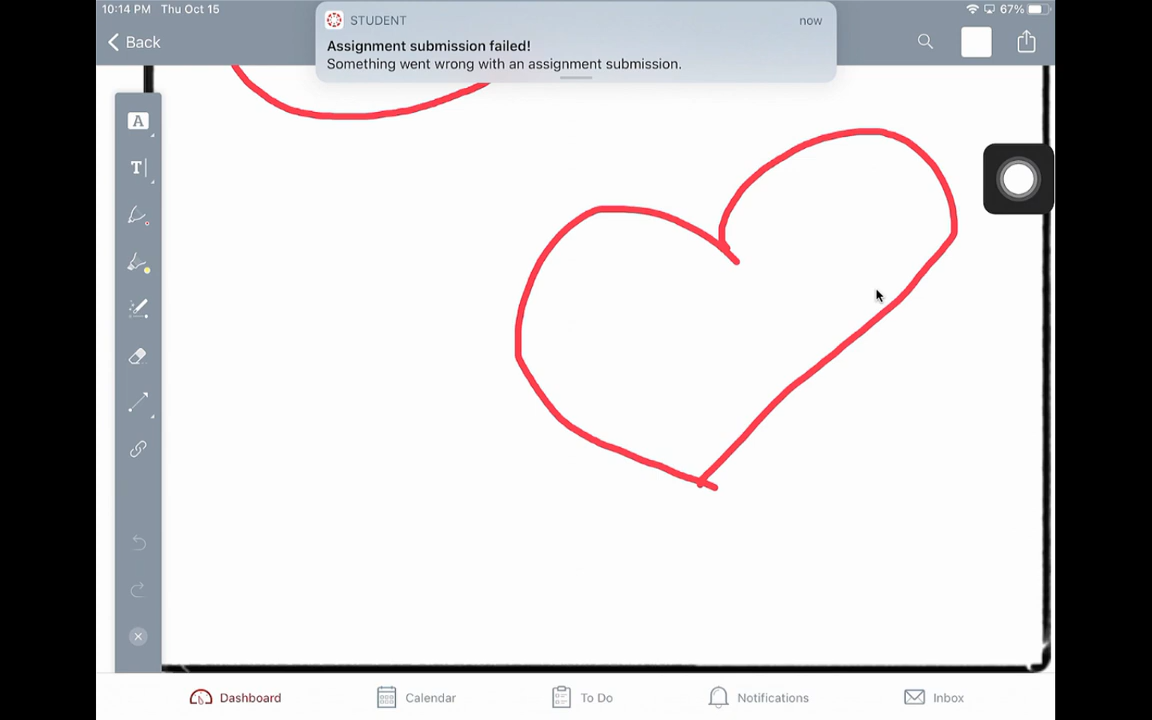 10:14 PM Thu Oct 15
67%
STUDENT
now
Back
Assignment submission failed!
Something went wrong with an assignment submission.
A
T
Dashboard
Calendar
To Do
Notifications
Inbox